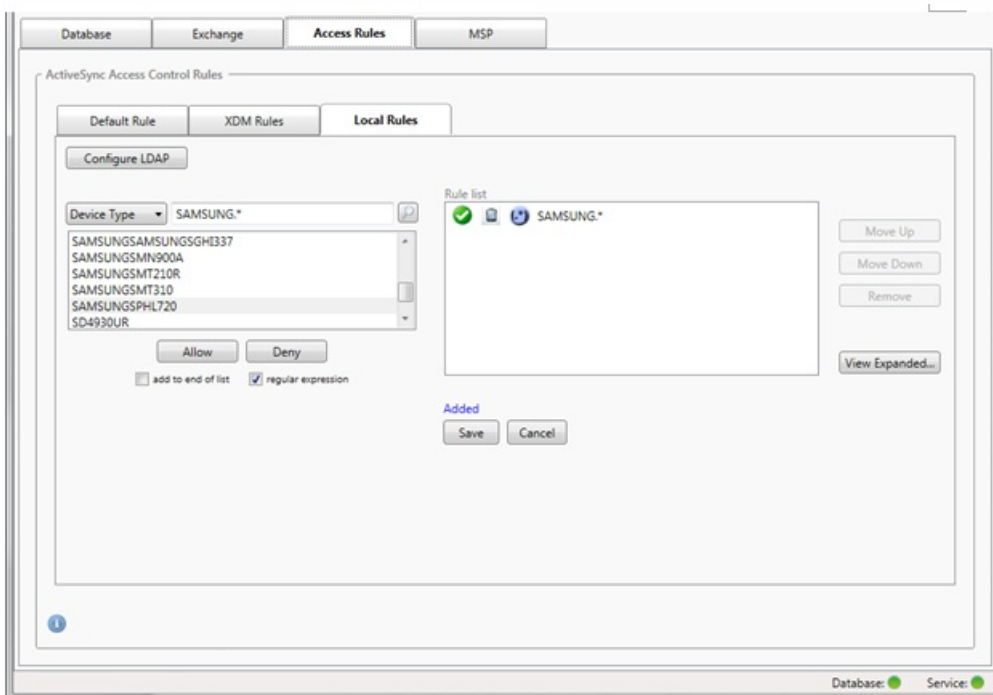 Database Exchange Access Rules MSP
ActiveSync Access Control Rules
Default Rule XDM Rules Local Rules
Configure LDAP
Rule list
Device Type SAMSUNG.*
SAMSUNG.*
SAMSUNGSAMSUNGSGHI337
SAMSUNGSMN900A
SAMSUNGSMT210R
SAMSUNGSMT310
SAMSUNGSPHL720
SD4930UR
Move Up
Move Down
Remove
Allow Deny
View Expanded...
add to end of list regular expression
Added
Save Cancel
Database: Service: